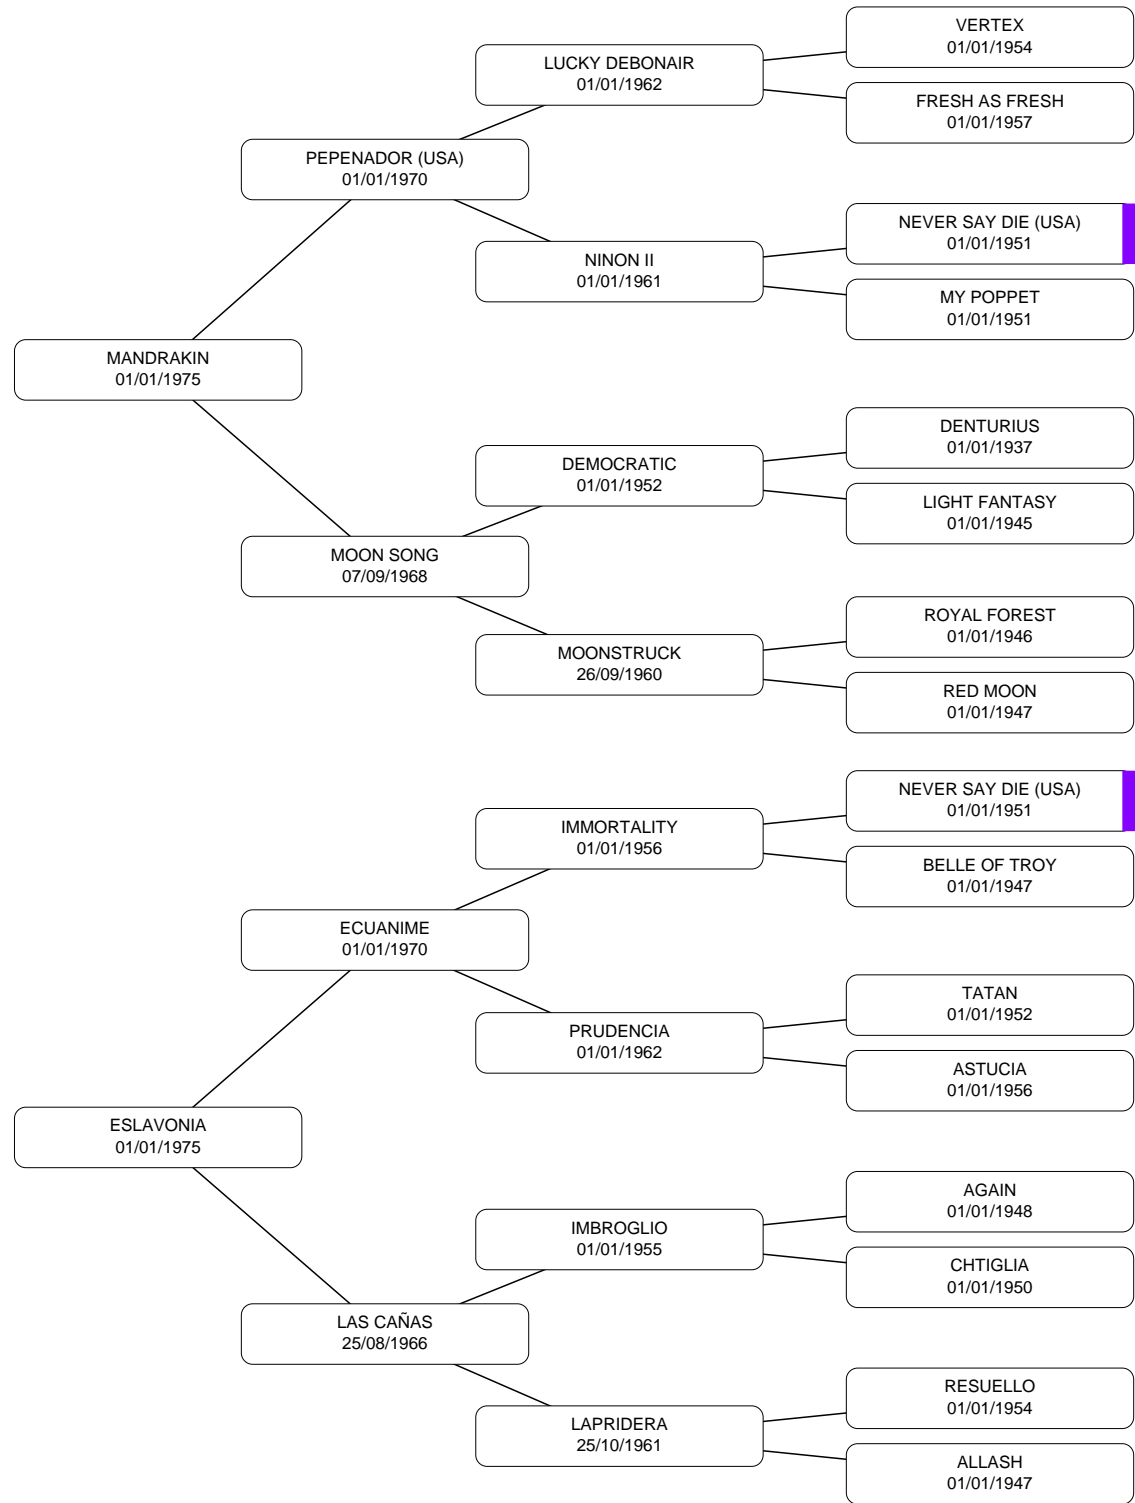 VERTEX
01/01/1954
LUCKY DEBONAIR
01/01/1962
FRESH AS FRESH
01/01/1957
PEPENADOR (USA)
01/01/1970
NEVER SAY DIE (USA)
01/01/1951
NINON II
01/01/1961
MY POPPET
01/01/1951
MANDRAKIN
01/01/1975
DENTURIUS
01/01/1937
DEMOCRATIC
01/01/1952
LIGHT FANTASY
01/01/1945
MOON SONG
07/09/1968
ROYAL FOREST
01/01/1946
MOONSTRUCK
26/09/1960
RED MOON
01/01/1947
NEVER SAY DIE (USA)
01/01/1951
IMMORTALITY
01/01/1956
BELLE OF TROY
01/01/1947
ECUANIME
01/01/1970
TATAN
01/01/1952
PRUDENCIA
01/01/1962
ASTUCIA
01/01/1956
ESLAVONIA
01/01/1975
AGAIN
01/01/1948
IMBROGLIO
01/01/1955
CHTIGLIA
01/01/1950
LAS CAÑAS
25/08/1966
RESUELLO
01/01/1954
LAPRIDERA
25/10/1961
ALLASH
01/01/1947